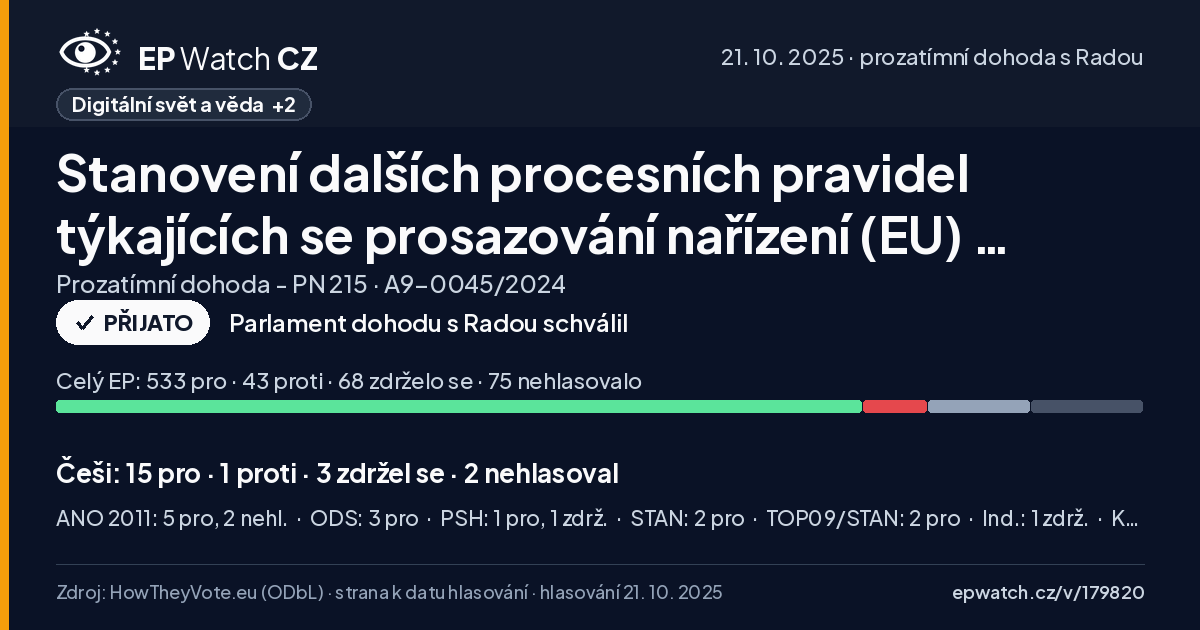 EP Watch CZ
21. 10. 2025 · prozatímní dohoda s Radou
Digitální svět a věda +2
Stanovení dalších procesních pravidel
týkajících se prosazování nařízení (EU) …
Prozatímní dohoda - PN 215 · A9-0045/2024
✓ PŘIJATO
Parlament dohodu s Radou schválil
Celý EP: 533 pro · 43 proti · 68 zdrželo se · 75 nehlasovalo
Češi: 15 pro · 1 proti · 3 zdržel se · 2 nehlasoval
ANO 2011: 5 pro, 2 nehl. · ODS: 3 pro · PSH: 1 pro, 1 zdrž. · STAN: 2 pro · TOP09/STAN: 2 pro · Ind.: 1 zdrž. · K…
Zdroj: HowTheyVote.eu (ODbL) · strana k datu hlasování · hlasování 21. 10. 2025
epwatch.cz/v/179820